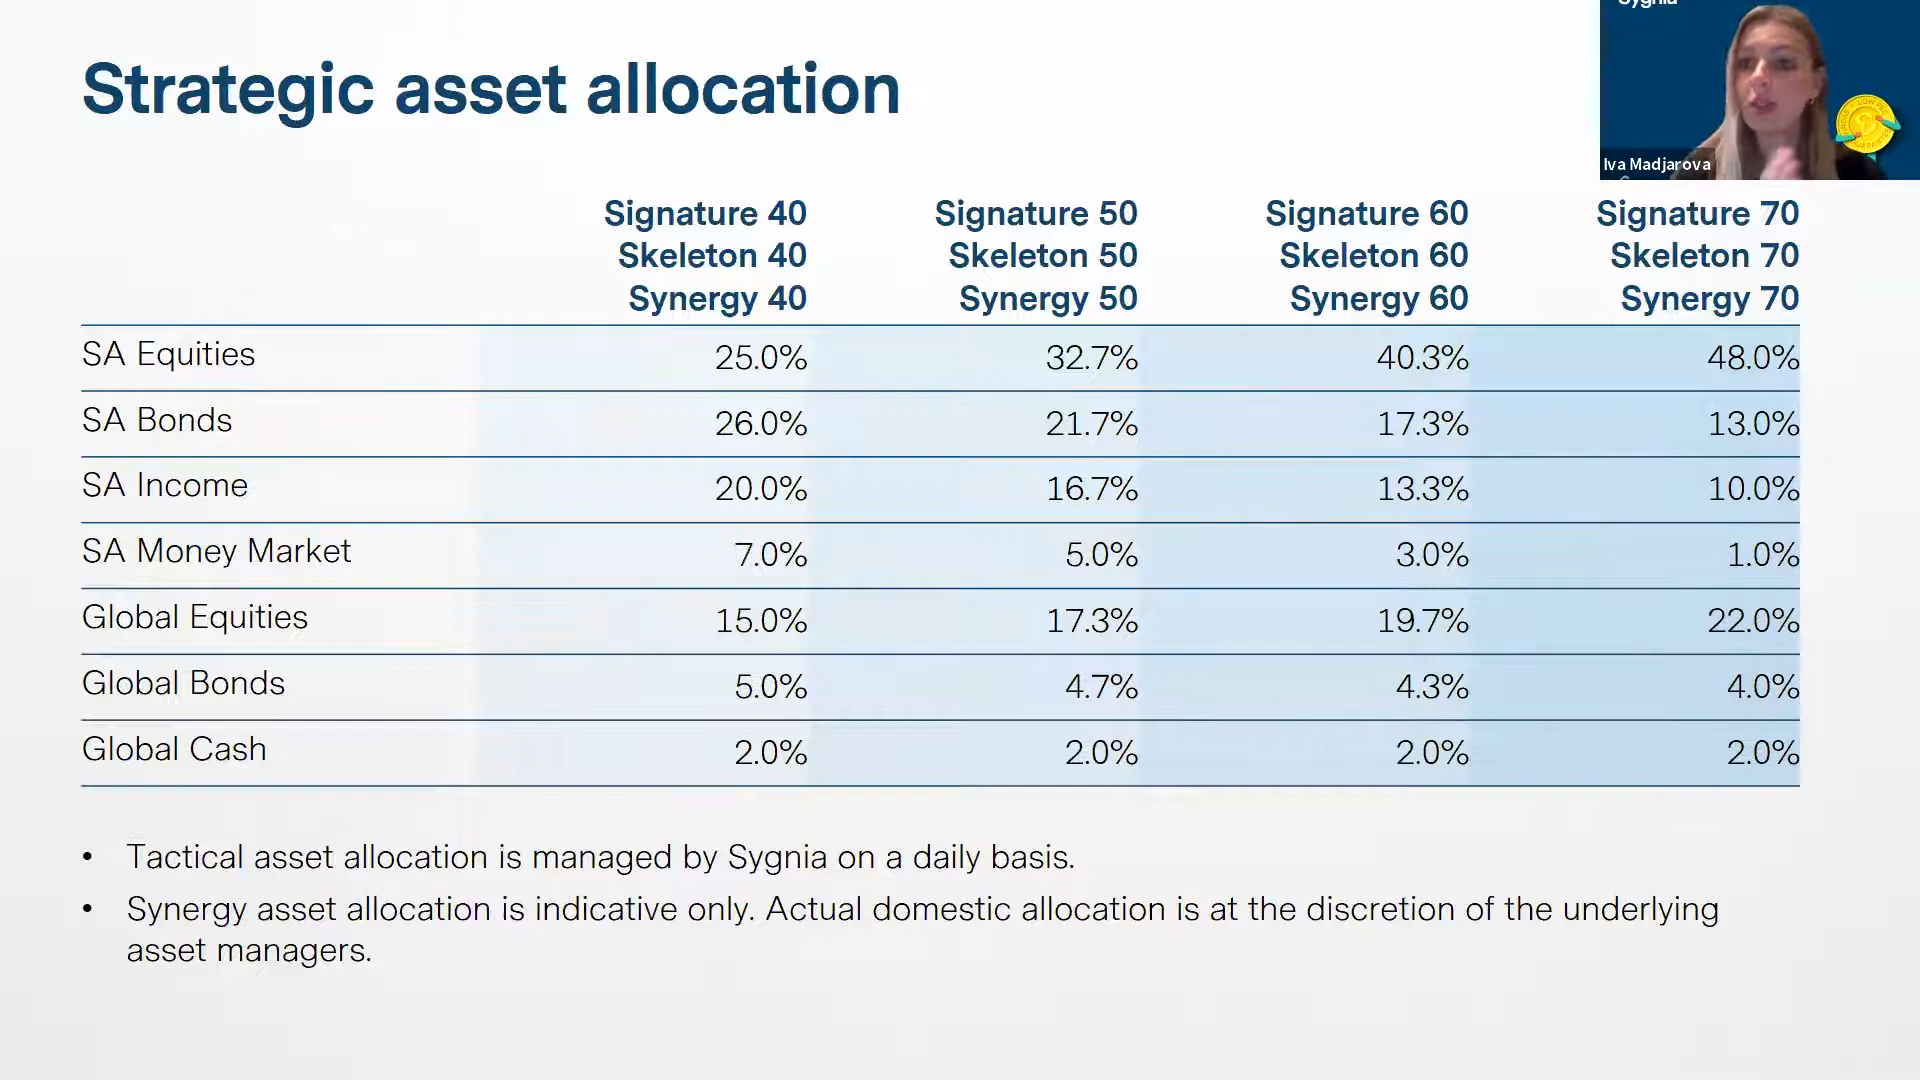 Sygnia
Strategic asset allocation
Iva Madjarova
Signature 40 Signature 50 Signature 60 Signature 70
Skeleton 40 Skeleton 50 Skeleton 60 Skeleton 70
Synergy 40 Synergy 50 Synergy 60 Synergy 70
SA Equities 25.0% 32.7% 40.3% 48.0%
SA Bonds 26.0% 21.7% 17.3% 13.0%
SA Income 20.0% 16.7% 13.3% 10.0%
SA Money Market 7.0% 5.0% 3.0% 1.0%
Global Equities 15.0% 17.3% 19.7% 22.0%
Global Bonds 5.0% 4.7% 4.3% 4.0%
Global Cash 2.0% 2.0% 2.0% 2.0%
• Tactical asset allocation is managed by Sygnia on a daily basis.
• Synergy asset allocation is indicative only. Actual domestic allocation is at the discretion of the underlying
asset managers.